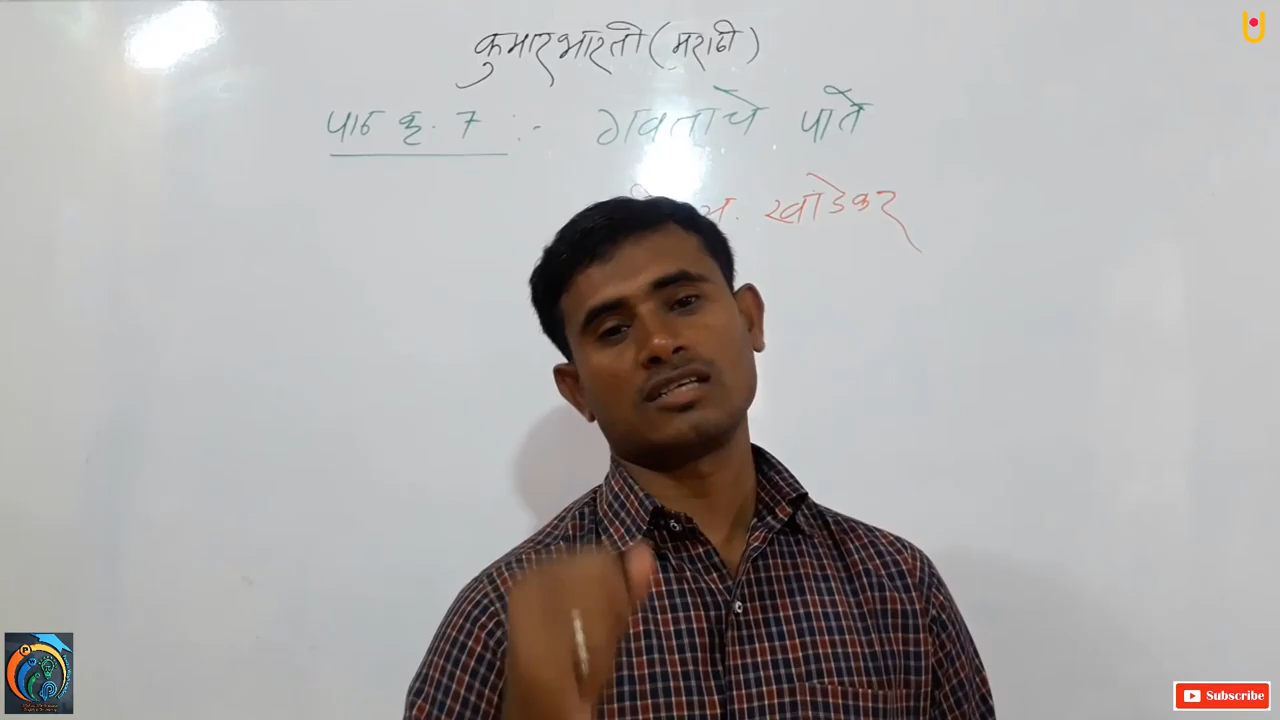 कुमारभारती (मराठी)
पाठ क्र. 7 :- गवताचे पाते
स. खांडेकर
Subscribe